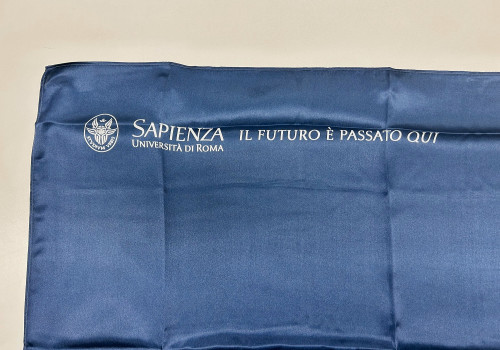 SAPIENZA
UNIVERSITÀ DI ROMA
IL FUTURO È PASSATO QUI